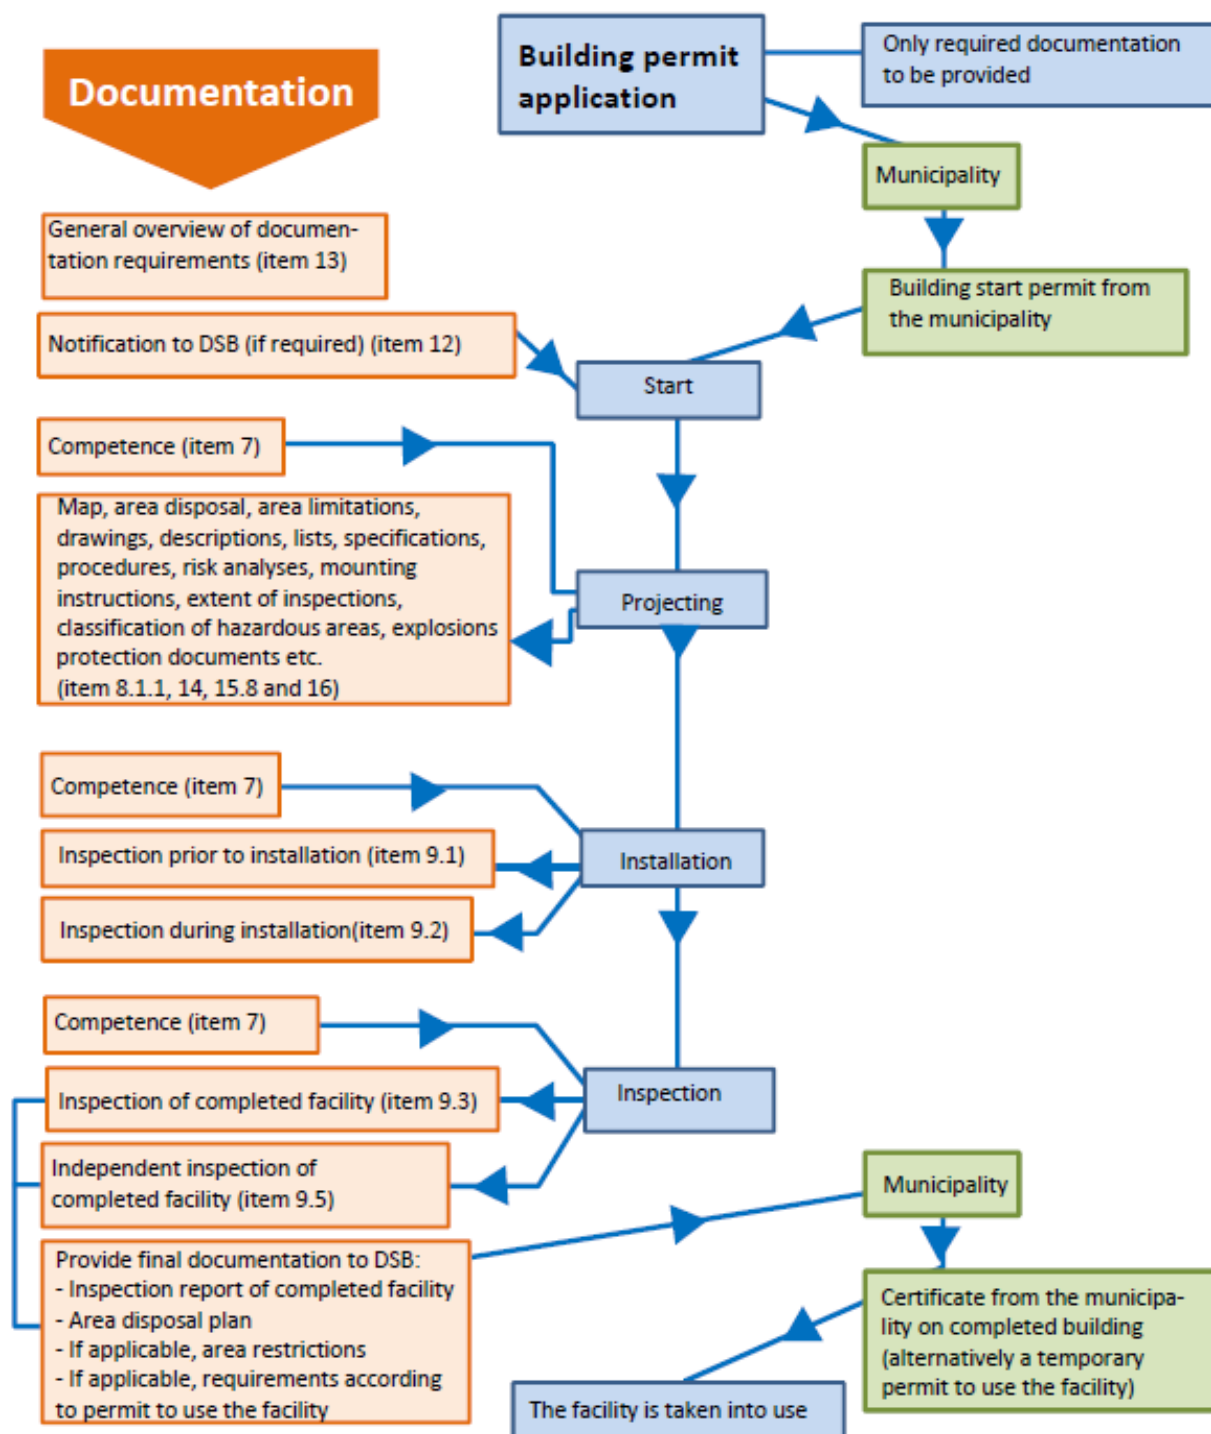 Documentation
Building permit
application
Only required documentation
to be provided
Municipality
General overview of documen-
tation requirements (item 13)
Building start permit from
the municipality
Notification to DSB (if required) (item 12)
Start
Competence (item 7)
Map, area disposal, area limitations,
drawings, descriptions, lists, specifications,
procedures, risk analyses, mounting
instructions, extent of inspections,
classification of hazardous areas, explosions
protection documents etc.
(item 8.1.1, 14, 15.8 and 16)
Projecting
Competence (item 7)
Inspection prior to installation (item 9.1)
Installation
Inspection during installation(item 9.2)
Competence (item 7)
Inspection of completed facility (item 9.3)
Inspection
Independent inspection of
completed facility (item 9.5)
Municipality
Provide final documentation to DSB:
- Inspection report of completed facility
- Area disposal plan
- If applicable, area restrictions
- If applicable, requirements according
to permit to use the facility
Certificate from the municipa-
lity on completed building
(alternatively a temporary
permit to use the facility)
The facility is taken into use